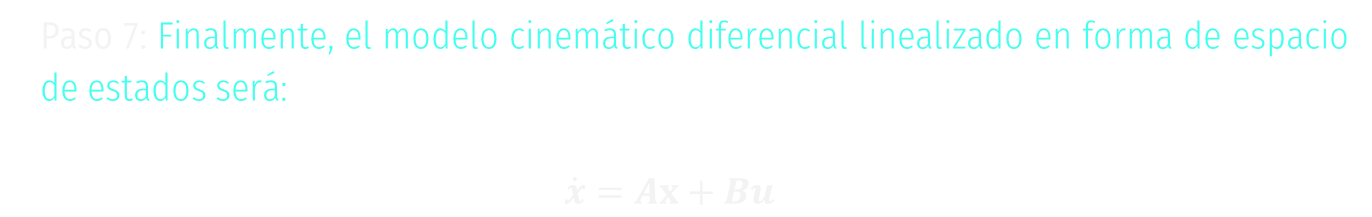 Paso 7: Finalmente, el modelo cinemático diferencial linealizado en forma de espacio
de estados será:
ẋ = Ax + Bu